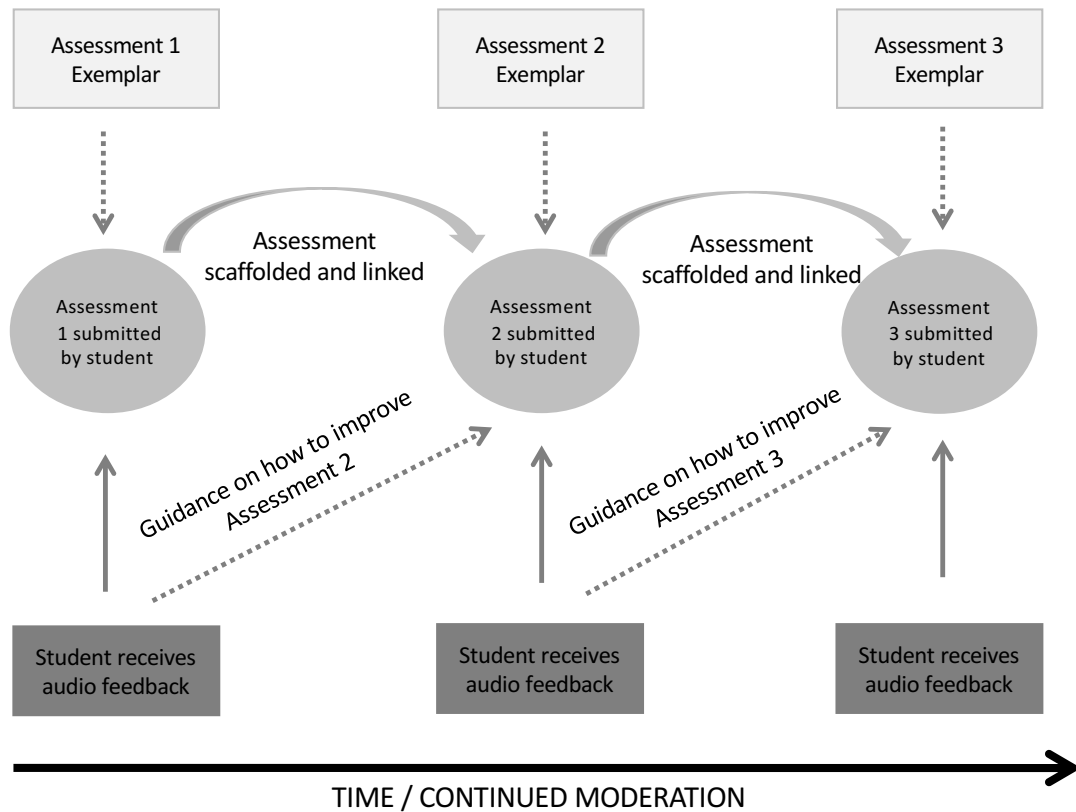 Assessment 1
Exemplar
Assessment 2
Exemplar
Assessment 3
Exemplar
Assessment
scaffolded and linked
Assessment
scaffolded and linked
Assessment
1 submitted
by student
Assessment
2 submitted
by student
Assessment
3 submitted
by student
Guidance on how to improve
Assessment 2
Guidance on how to improve
Assessment 3
Student receives
audio feedback
Student receives
audio feedback
Student receives
audio feedback
TIME / CONTINUED MODERATION